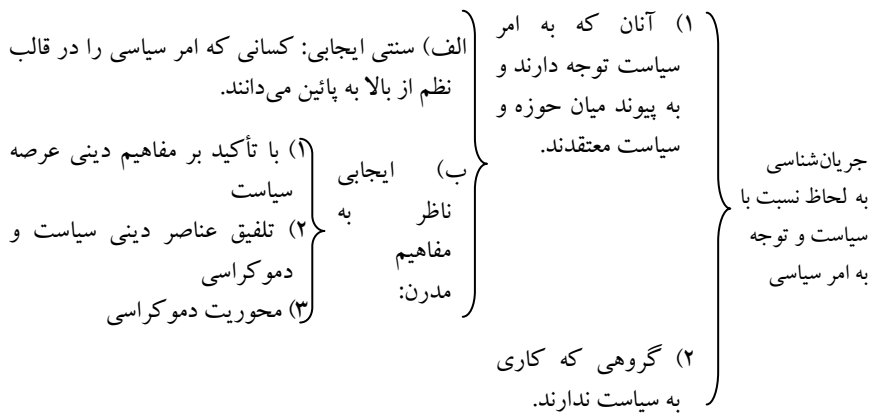 جریان‌شناسی
به لحاظ نسبت با
سیاست و توجه
به امر سیاسی
۱) آنان که به امر
سیاست توجه دارند و
به پیوند میان حوزه و
سیاست معتقدند.
الف) سنتی ایجابی: کسانی که امر سیاسی را در قالب
نظم از بالا به پائین می‌دانند.
ب) ایجابی
ناظر به
مفاهیم
مدرن:
۱) با تأکید بر مفاهیم دینی عرصه
سیاست
۲) تلفیق عناصر دینی سیاست و
دموکراسی
۳) محوریت دموکراسی
۲) گروهی که کاری
به سیاست ندارند.